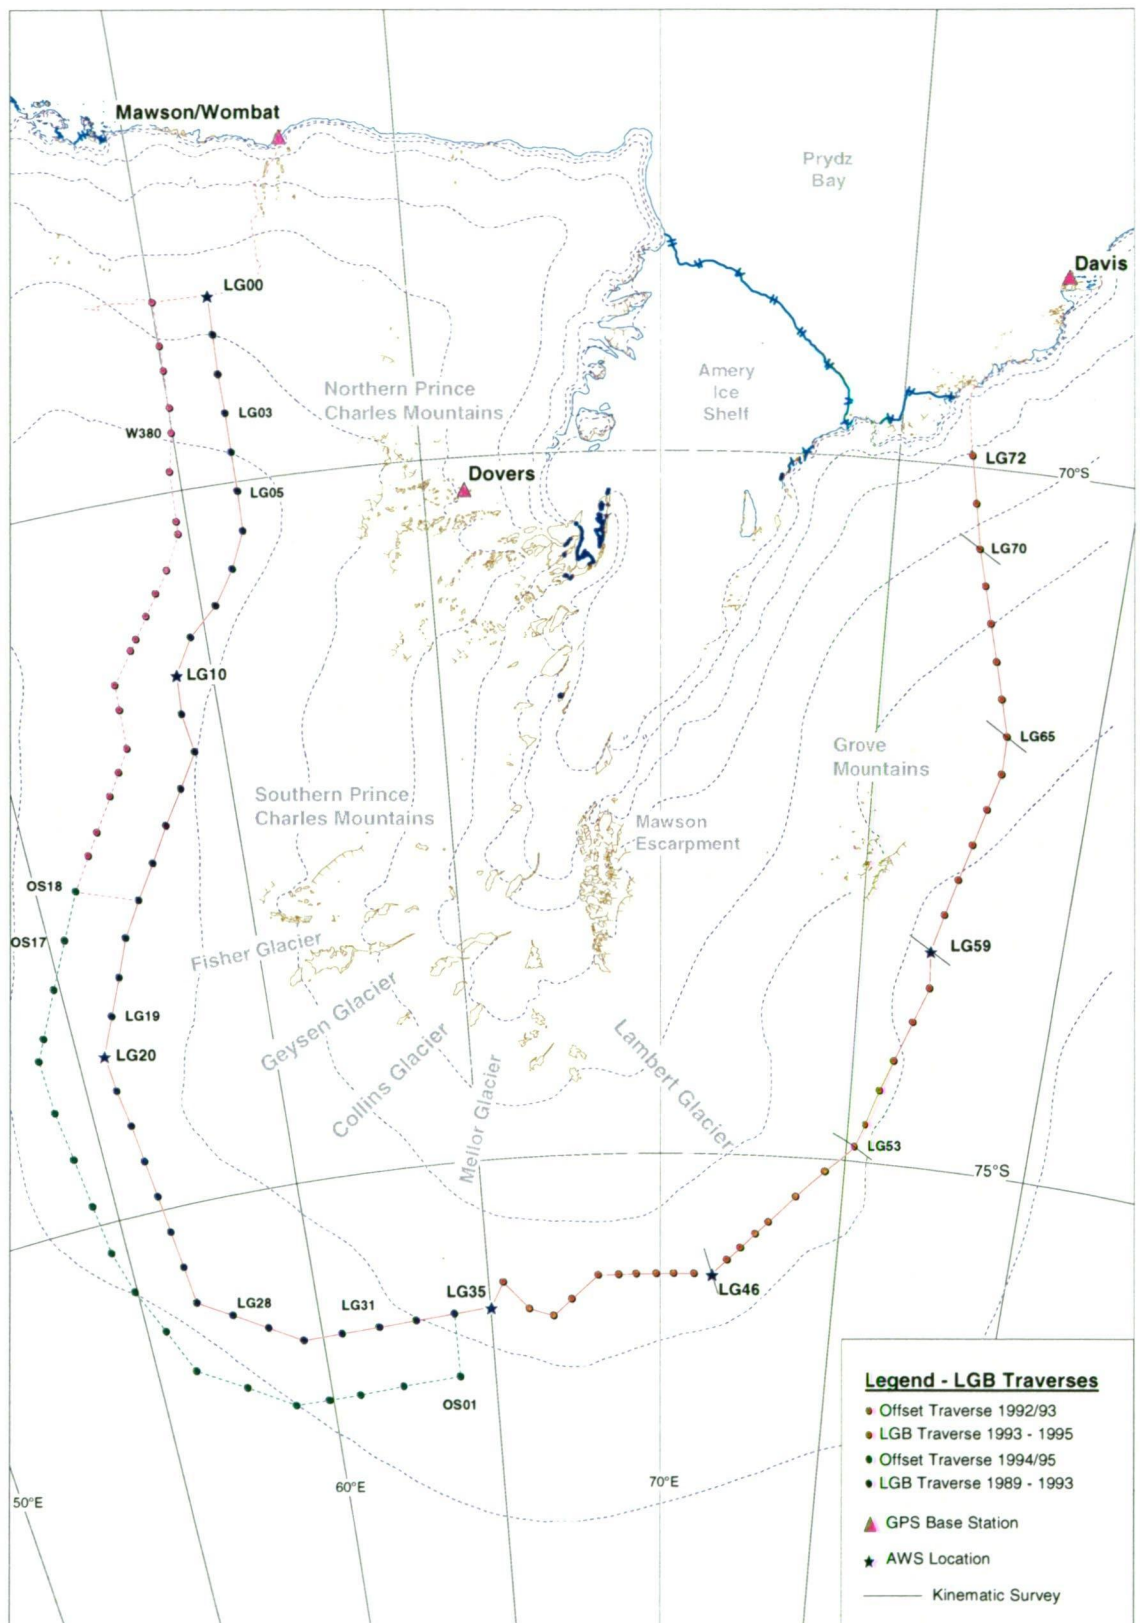 Mawson/Wombat
Prydz
Bay
Davis
LG00
Amery
Ice
Shelf
Northern Prince
Charles Mountains
LG03
W380
LG72
Dovers
70°S
LG05
LG70
LG10
LG65
Grove
Mountains
Southern Prince
Charles Mountains
Mawson
Escarpment
OS18
OS17
LG59
Fisher Glacier
Geysen Glacier
LG19
LG20
Collins Glacier
Mellor Glacier
Lambert Glacier
LG53
75°S
LG35
LG46
LG28
LG31
OS01
Legend - LGB Traverses
Offset Traverse 1992/93
LGB Traverse 1993 - 1995
Offset Traverse 1994/95
LGB Traverse 1989 - 1993
50°E
60°E
70°E
GPS Base Station
AWS Location
Kinematic Survey